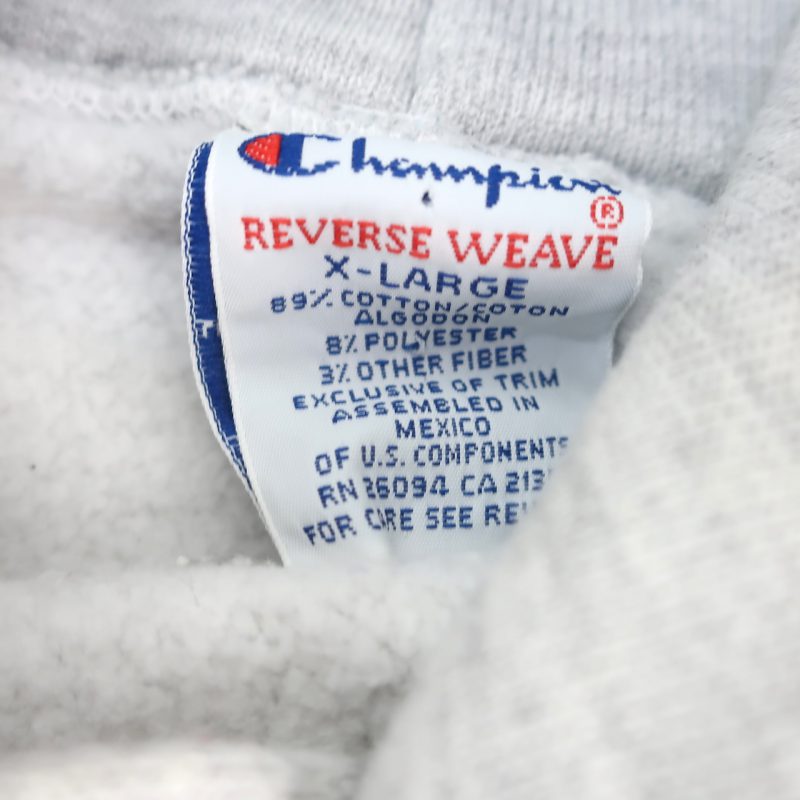 Champion
®
REVERSE WEAVE
X-LARGE
89% COTTON/COTON
ALGODON
8% POLYESTER
3% OTHER FIBER
EXCLUSIVE OF TRIM
ASSEMBLED IN
MEXICO
OF U.S. COMPONENTS
RN 26094 CA
FOR CARE SEE